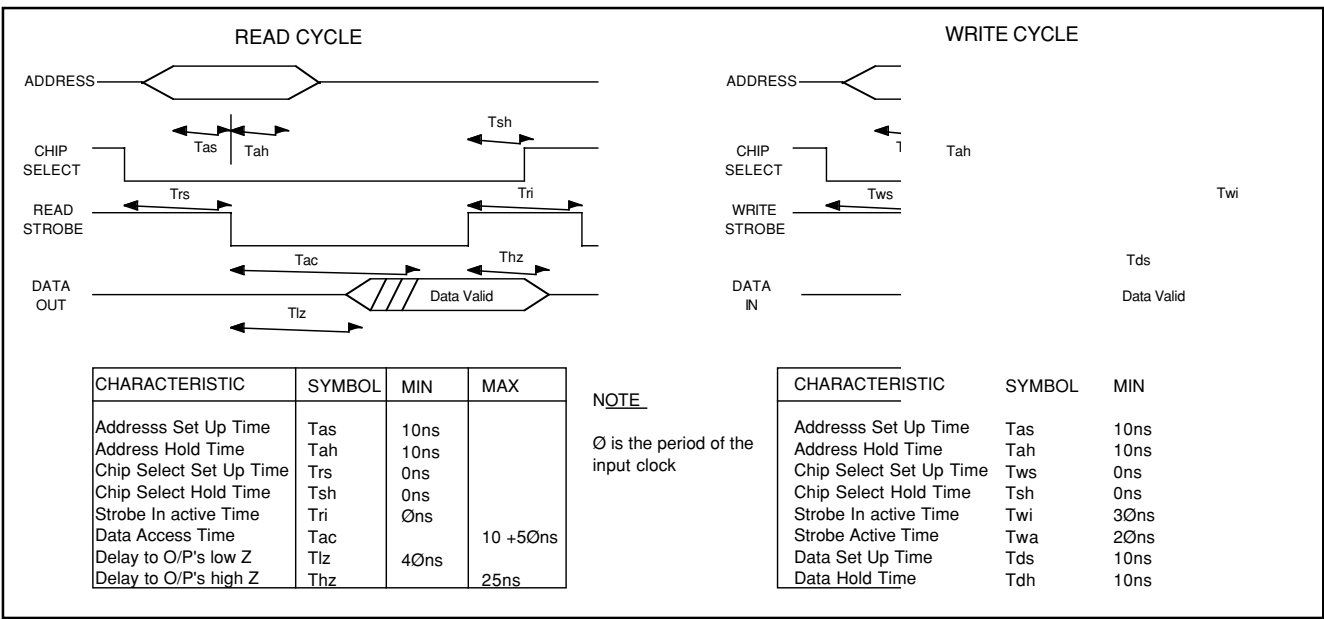 READ CYCLE
ADDRESS
Tsh
Tas
Tah
CHIP
SELECT
Trs
Tri
READ
STROBE
Tac
Thz
DATA
OUT
Data Valid
Tlz
CHARACTERISTIC SYMBOL MIN MAX
Addresss Set Up Time Tas 10ns
Address Hold Time Tah 10ns
Chip Select Set Up Time Trs 0ns
Chip Select Hold Time Tsh 0ns
Strobe In active Time Tri Øns
Data Access Time Tac 10 +5Øns
Delay to O/P's low Z Tlz 4Øns
Delay to O/P's high Z Thz 25ns
NOTE
Ø is the period of the
input clock
WRITE CYCLE
ADDRESS
Tah
CHIP
SELECT
Tws
Twi
WRITE
STROBE
Tds
DATA
IN
Data Valid
CHARACTERISTIC SYMBOL MIN
Addresss Set Up Time Tas 10ns
Address Hold Time Tah 10ns
Chip Select Set Up Time Tws 0ns
Chip Select Hold Time Tsh 0ns
Strobe In active Time Twi 3Øns
Strobe Active Time Twa 2Øns
Data Set Up Time Tds 10ns
Data Hold Time Tdh 10ns